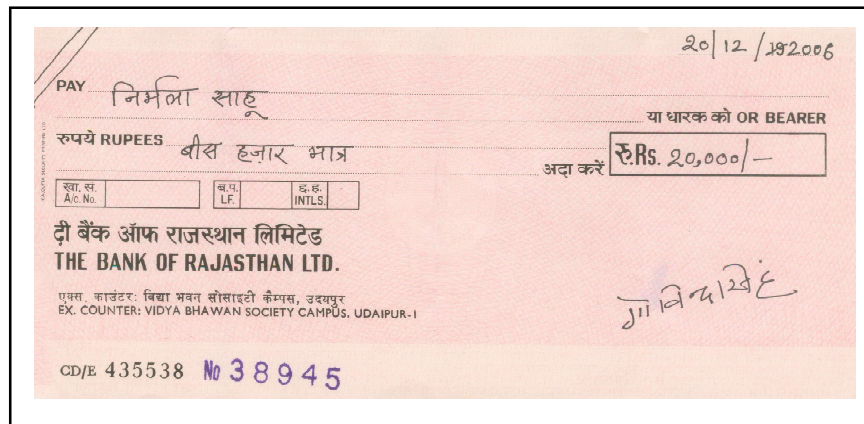 20/12/192006
PAY निर्मला साहू
या धारक को OR BEARER
रुपये RUPEES बीस हज़ार मात्र
अदा करें रु.Rs. 20,000/-
खा. स. A/c. No.
ब.प. LF.
ह.ह. INTLS.
दी बैंक ऑफ राजस्थान लिमिटेड
THE BANK OF RAJASTHAN LTD.
एक्स. काउंटर: विद्या भवन सोसाइटी कैम्पस, उदयपुर
EX. COUNTER: VIDYA BHAWAN SOCIETY CAMPUS, UDAIPUR-I
CD/E 435538 No 38945